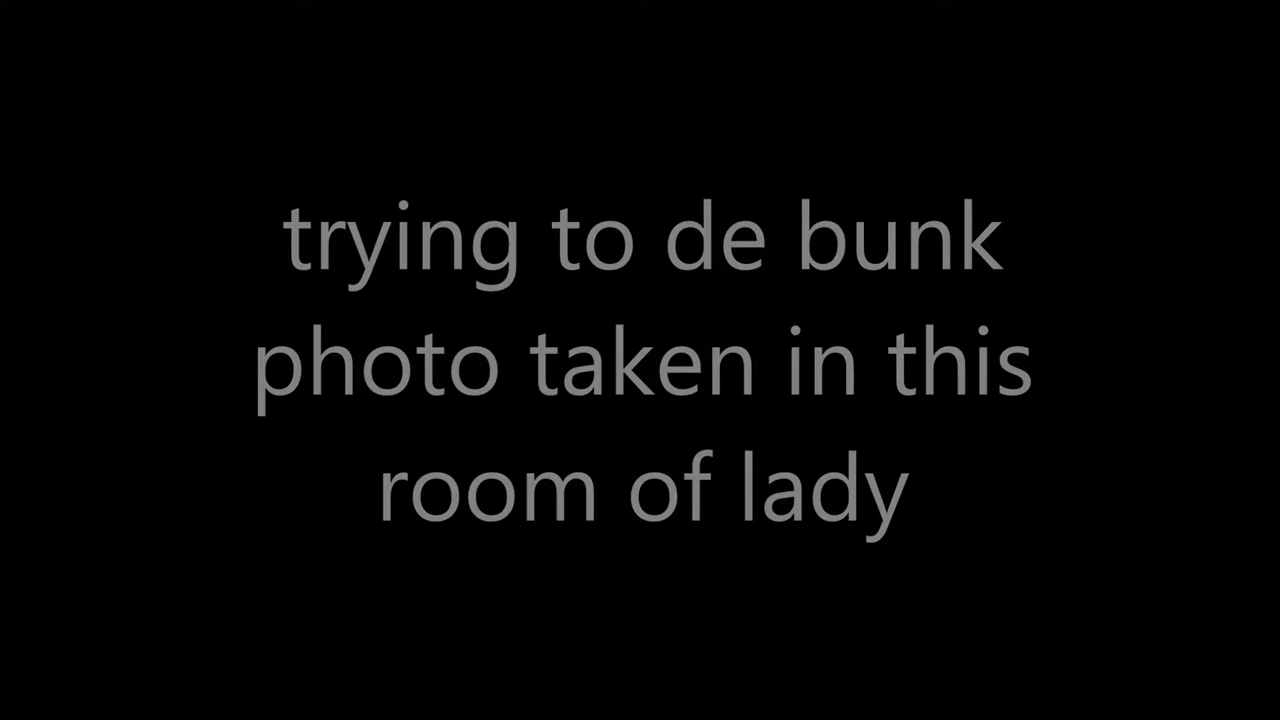 trying to de bunk
photo taken in this
room of lady